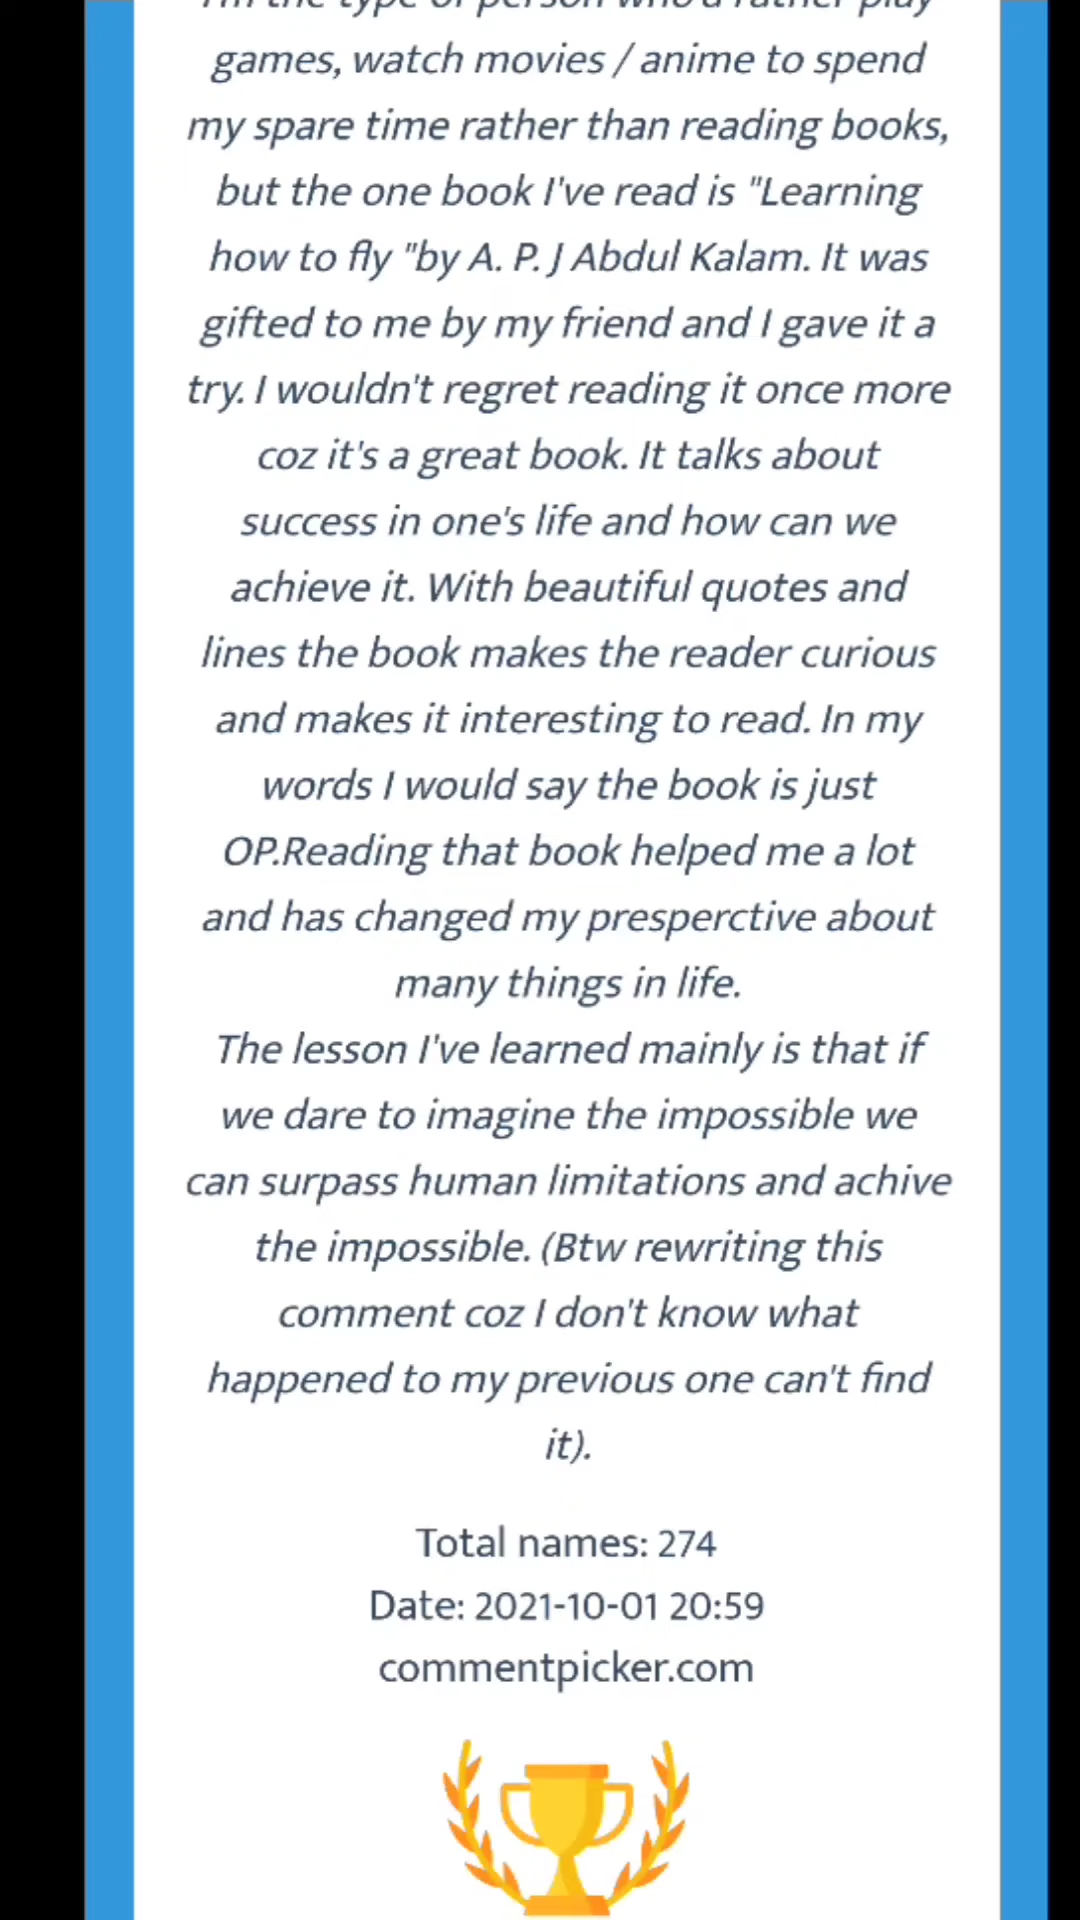 I'm the type of person who'd rather play
games, watch movies / anime to spend
my spare time rather than reading books,
but the one book I've read is "Learning
how to fly "by A. P. J Abdul Kalam. It was
gifted to me by my friend and I gave it a
try. I wouldn't regret reading it once more
coz it's a great book. It talks about
success in one's life and how can we
achieve it. With beautiful quotes and
lines the book makes the reader curious
and makes it interesting to read. In my
words I would say the book is just
OP.Reading that book helped me a lot
and has changed my presperctive about
many things in life.
The lesson I've learned mainly is that if
we dare to imagine the impossible we
can surpass human limitations and achive
the impossible. (Btw rewriting this
comment coz I don't know what
happened to my previous one can't find
it).
Total names: 274
Date: 2021-10-01 20:59
commentpicker.com